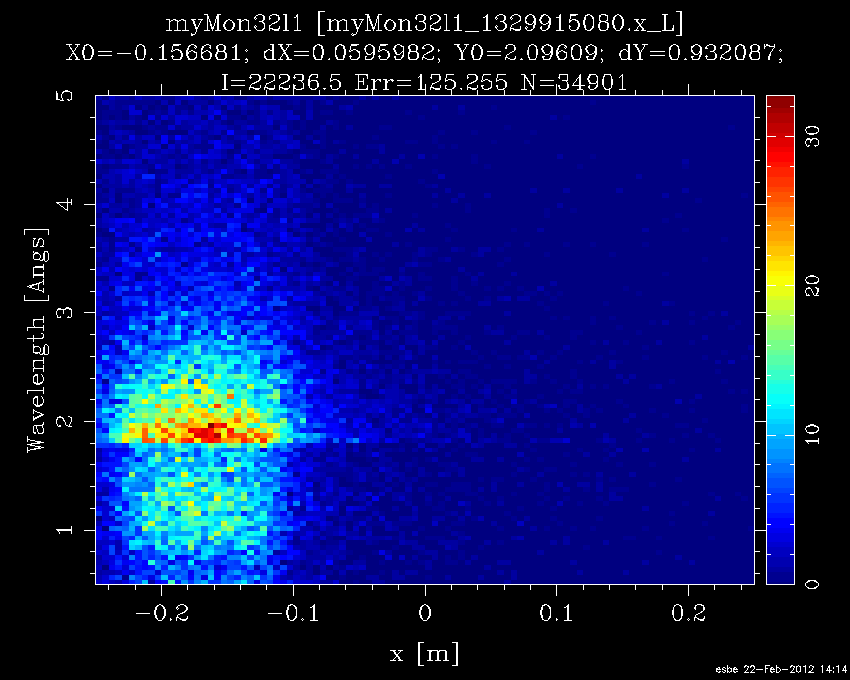 myMon32l1 [myMon32l1_1329915080.x_L]
X0=−0.156681; dX=0.0595982; Y0=2.09609; dY=0.932087;
I=22236.5 Err=125.255 N=34901
5
4
3
2
1
Wavelength [Angs]
30
20
10
0
−0.2 −0.1 0 0.1 0.2
x [m]
esbe 22-Feb-2012 14:14